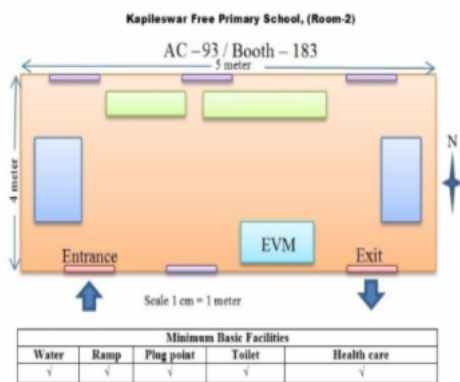 Kapileswar Free Primary School, (Room-2)
AC –93 / Booth – 183
5 meter
4 meter
N
EVM
Entrance
Exit
Scale 1 cm = 1 meter
Minimum Basic Facilities
Water Ramp Plug point Toilet Health care
√ √ √ √ √